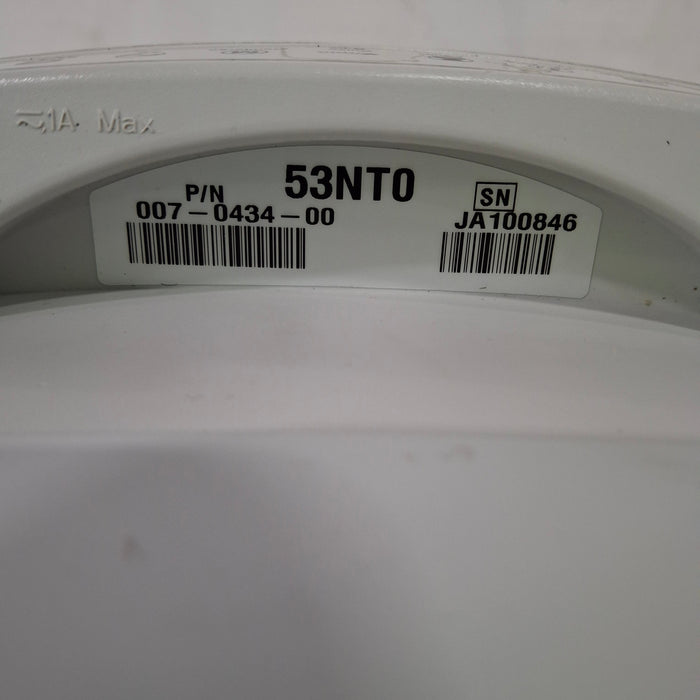 ⎓1A Max
53NT0
P/N
007-0434-00
SN
JA100846